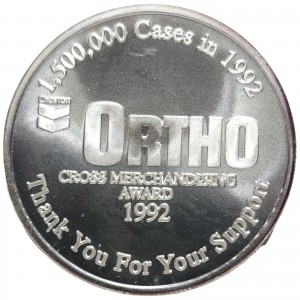 1,500,000 Cases in 1992
ORTHO
CROSS MERCHANDISING
AWARD
1992
Thank You For Your Support